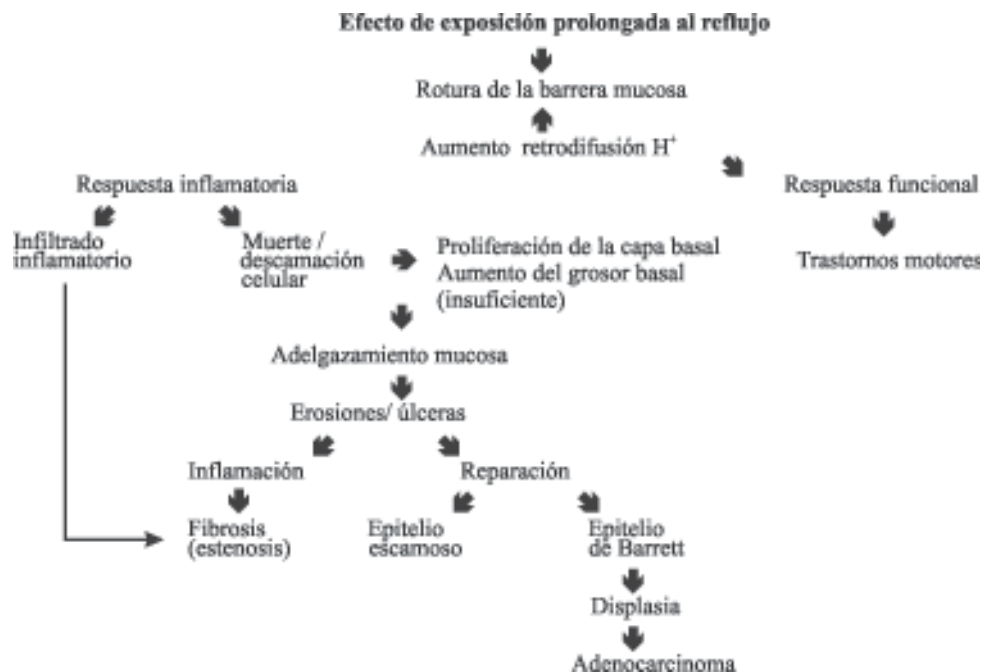 Efecto de exposición prolongada al reflujo
Rotura de la barrera mucosa
Aumento retrodifusión H⁺
Respuesta inflamatoria
Respuesta funcional
Infiltrado
inflamatorio
Muerte /
descamación
celular
Proliferación de la capa basal
Aumento del grosor basal
(insuficiente)
Trastornos motores
Adelgazamiento mucosa
Erosiones/ úlceras
Inflamación
Reparación
Fibrosis
(estenosis)
Epitelio
escamoso
Epitelio
de Barrett
Displasia
Adenocarcinoma